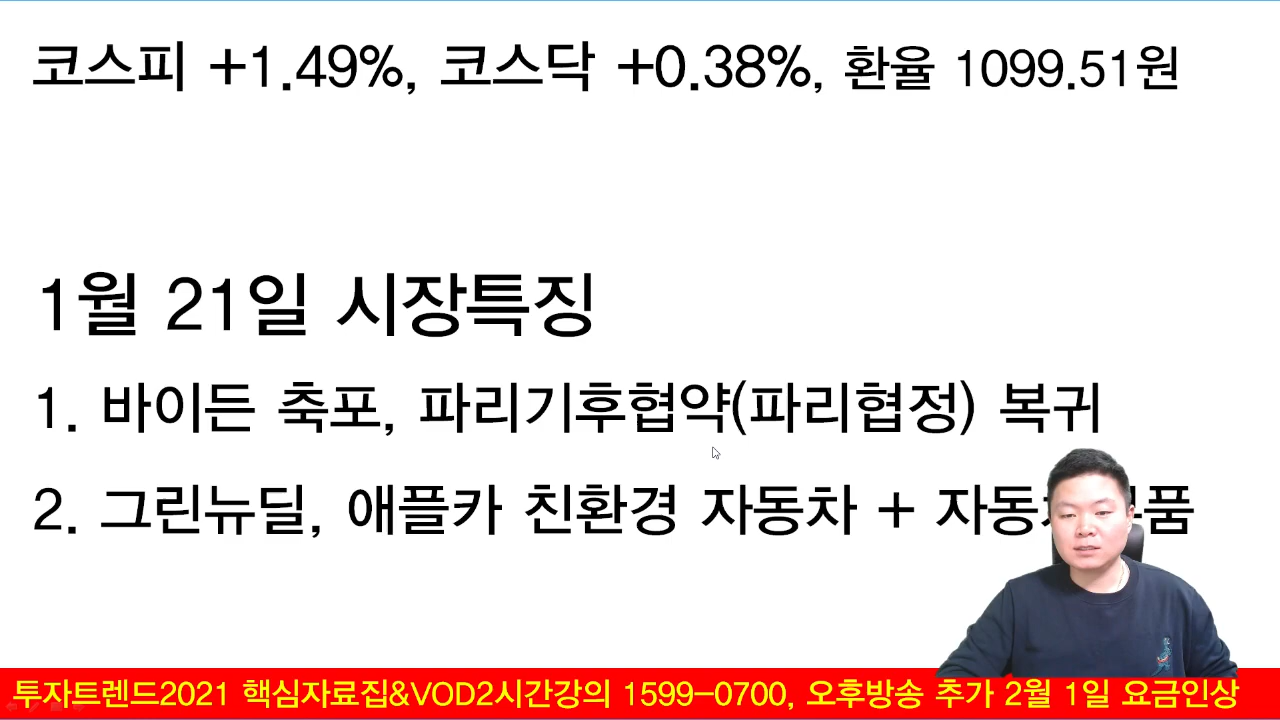 코스피 +1.49%, 코스닥 +0.38%, 환율 1099.51원
1월 21일 시장특징
1. 바이든 축포, 파리기후협약(파리협정) 복귀
2. 그린뉴딜, 애플카 친환경 자동차 + 자동차부품
투자트렌드2021 핵심자료집&VOD2시간강의 1599-0700, 오후방송 추가 2월 1일 요금인상